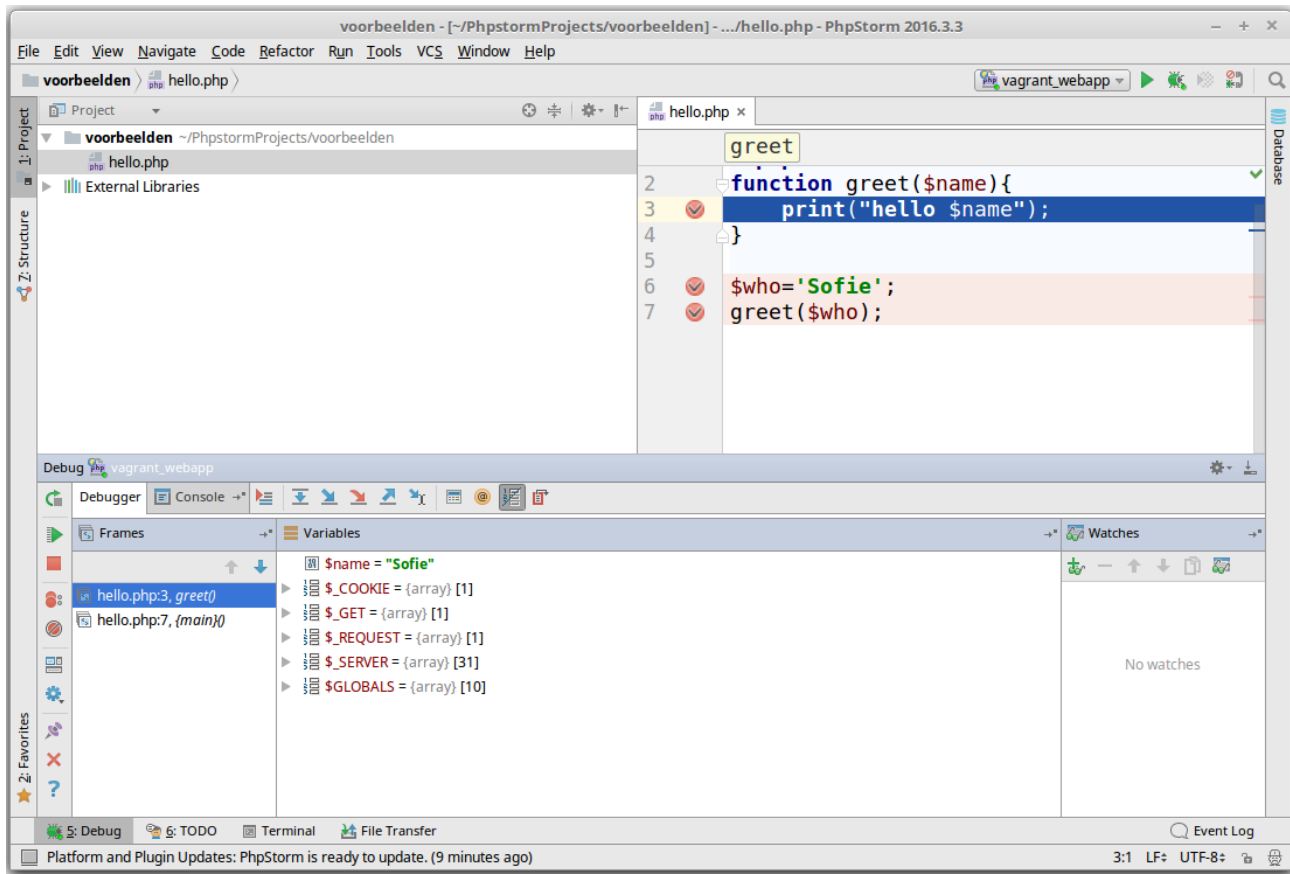 voorbeelden - [~/PhpstormProjects/voorbeelden] - .../hello.php - PhpStorm 2016.3.3
File Edit View Navigate Code Refactor Run Tools VCS Window Help
voorbeelden hello.php vagrant_webapp
1: Project
Z: Structure
2: Favorites
Project
voorbeelden ~/PhpstormProjects/voorbeelden
hello.php
External Libraries
hello.php ×
greet
2 function greet($name){
3 print("hello $name");
4 }
5
6 $who='Sofie';
7 greet($who);
Database
Debug vagrant_webapp
Debugger Console
Frames
hello.php:3, greet()
hello.php:7, {main}()
Variables
$name = "Sofie"
$_COOKIE = {array} [1]
$_GET = {array} [1]
$_REQUEST = {array} [1]
$_SERVER = {array} [31]
$GLOBALS = {array} [10]
Watches
No watches
5: Debug 6: TODO Terminal File Transfer Event Log
Platform and Plugin Updates: PhpStorm is ready to update. (9 minutes ago) 3:1 LF UTF-8